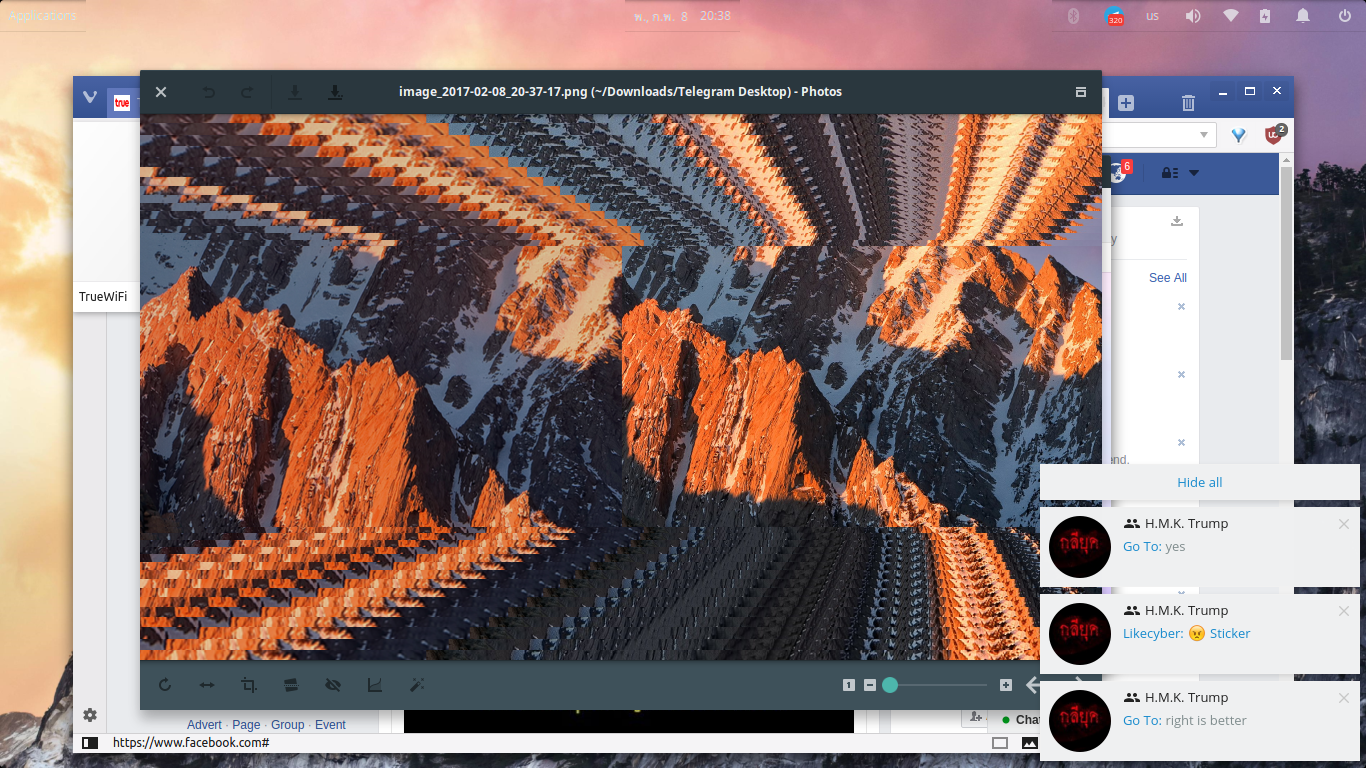 Applications
พ., ก.พ. 8 20:38
320
us
image_2017-02-08_20-37-17.png (~/Downloads/Telegram Desktop) - Photos
true
2
6
y
See All
TrueWiFi
end.
Hide all
H.M.K. Trump
Go To: yes
H.M.K. Trump
Likecyber: 😠 Sticker
H.M.K. Trump
Go To: right is better
1
Advert · Page · Group · Event
Chat
https://www.facebook.com#